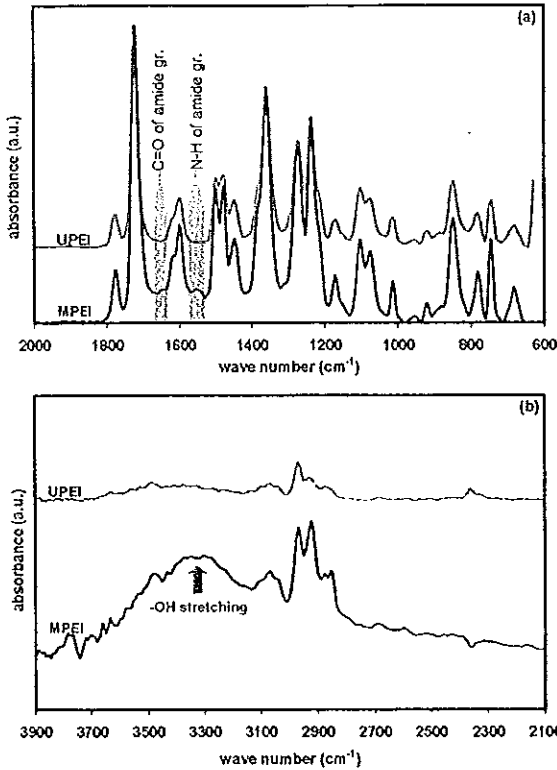 (a)
C=O of amide gr.
-N-H of amide gr.
absorbance (a.u.)
UPEI
MPEI
2000 1800 1600 1400 1200 1000 800 600
wave number (cm⁻¹)
(b)
UPEI
absorbance (a.u.)
-OH stretching
MPEI
3900 3700 3500 3300 3100 2900 2700 2500 2300 2100
wave number (cm⁻¹)